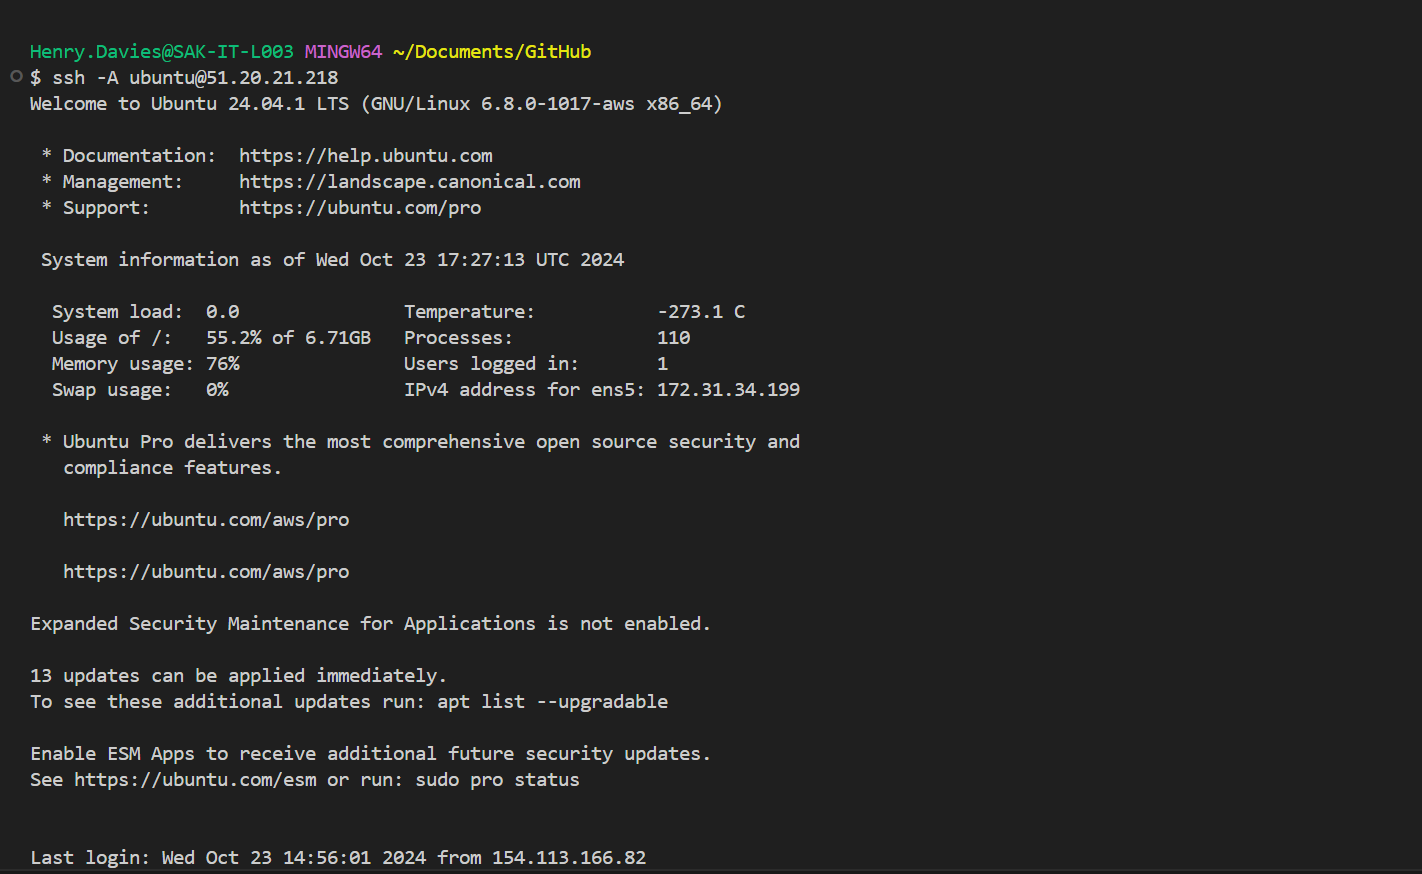 Henry.Davies@SAK-IT-L003 MINGW64 ~/Documents/GitHub
$ ssh -A ubuntu@51.20.21.218
Welcome to Ubuntu 24.04.1 LTS (GNU/Linux 6.8.0-1017-aws x86_64)
* Documentation:  https://help.ubuntu.com
* Management:     https://landscape.canonical.com
* Support:        https://ubuntu.com/pro
System information as of Wed Oct 23 17:27:13 UTC 2024
System load:  0.0               Temperature:           -273.1 C
Usage of /:   55.2% of 6.71GB   Processes:             110
Memory usage: 76%               Users logged in:       1
Swap usage:   0%                IPv4 address for ens5: 172.31.34.199
* Ubuntu Pro delivers the most comprehensive open source security and
compliance features.
https://ubuntu.com/aws/pro
https://ubuntu.com/aws/pro
Expanded Security Maintenance for Applications is not enabled.
13 updates can be applied immediately.
To see these additional updates run: apt list --upgradable
Enable ESM Apps to receive additional future security updates.
See https://ubuntu.com/esm or run: sudo pro status
Last login: Wed Oct 23 14:56:01 2024 from 154.113.166.82